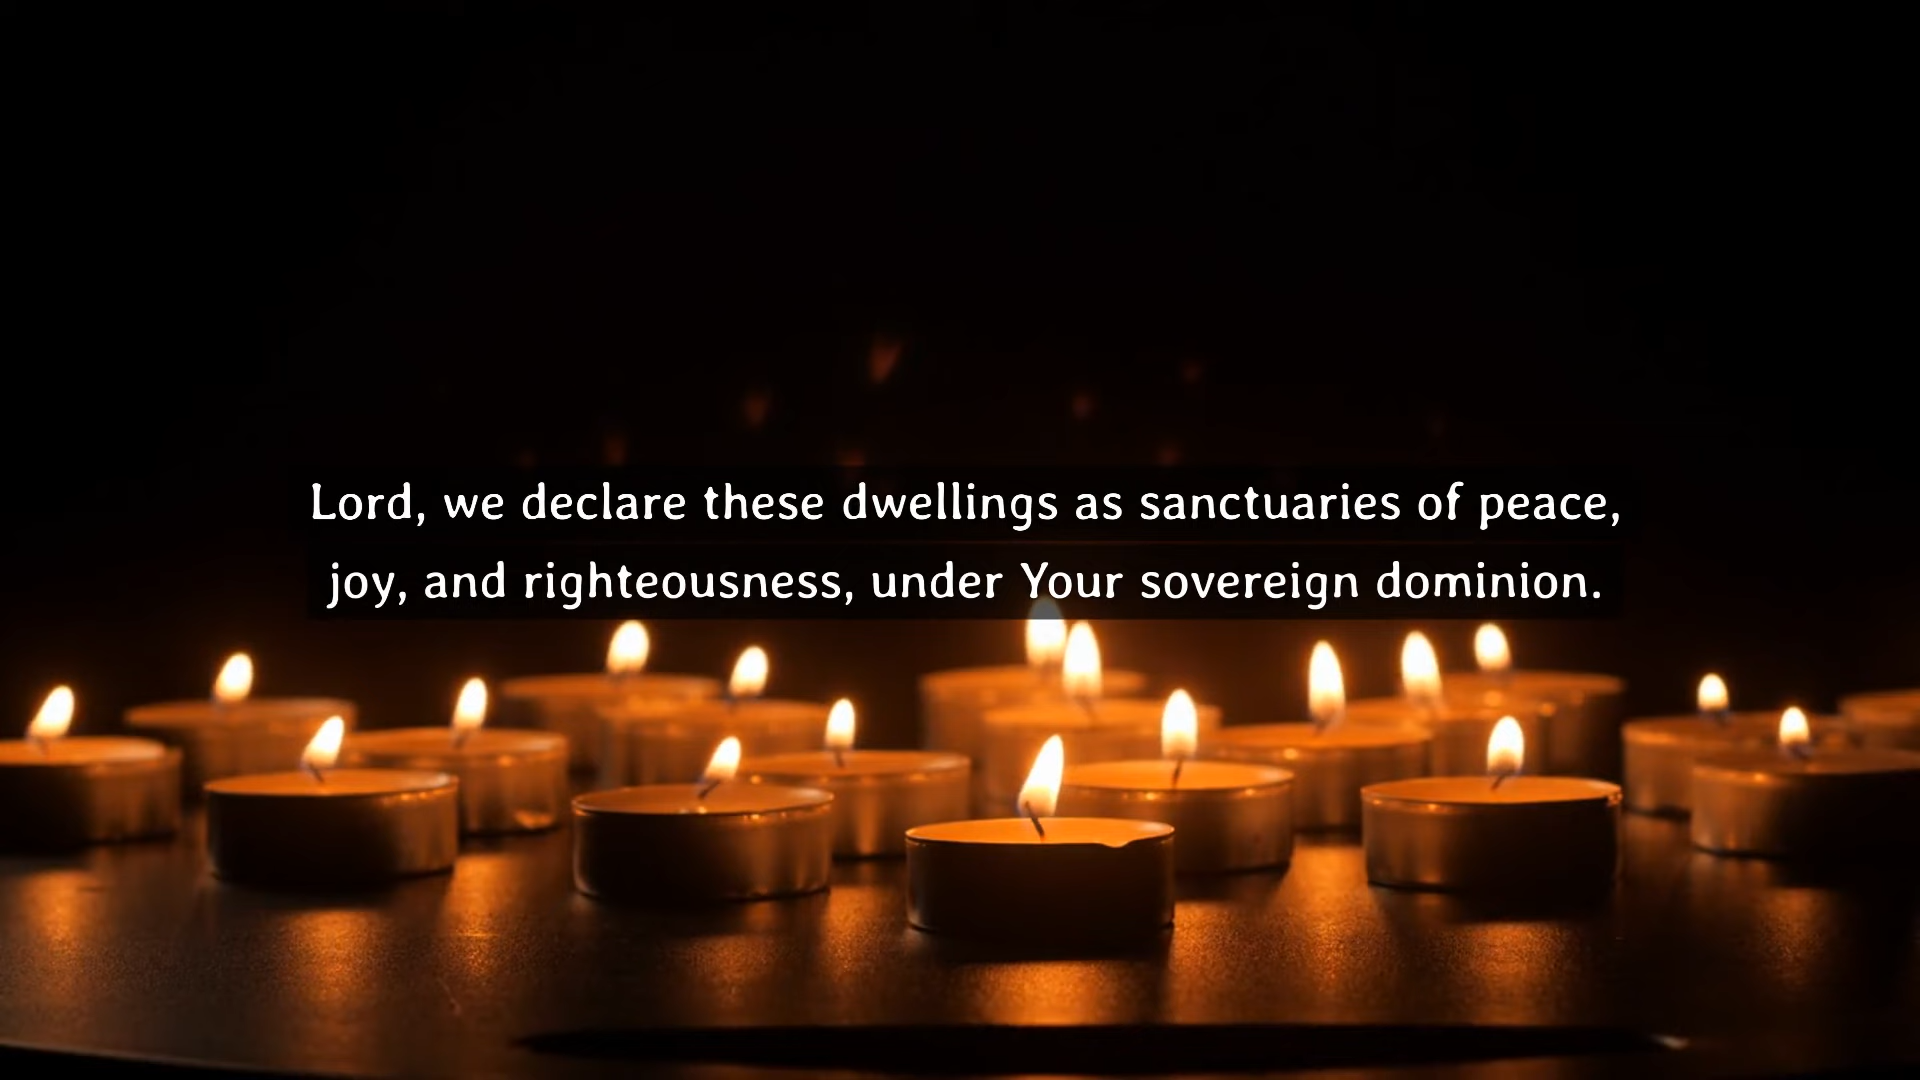 Lord, we declare these dwellings as sanctuaries of peace,
joy, and righteousness, under Your sovereign dominion.